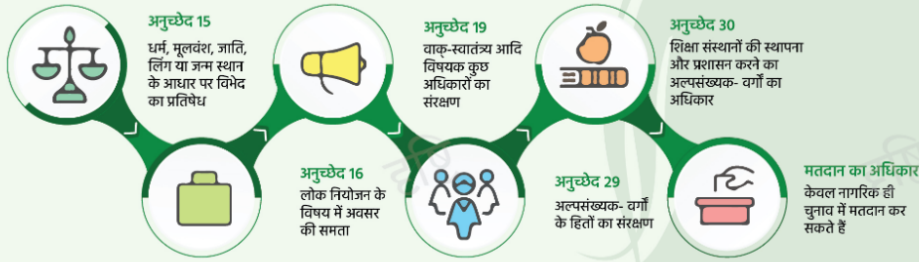 अनुच्छेद 15
धर्म, मूलवंश, जाति,
लिंग या जन्म स्थान
के आधार पर विभेद
का प्रतिषेध
अनुच्छेद 16
लोक नियोजन के
विषय में अवसर
की समता
अनुच्छेद 19
वाक्-स्वातंत्र्य आदि
विषयक कुछ
अधिकारों का
संरक्षण
अनुच्छेद 29
अल्पसंख्यक- वर्गों
के हितों का संरक्षण
अनुच्छेद 30
शिक्षा संस्थानों की स्थापना
और प्रशासन करने का
अल्पसंख्यक- वर्गों का
अधिकार
मतदान का अधिकार
केवल नागरिक ही
चुनाव में मतदान कर
सकते हैं